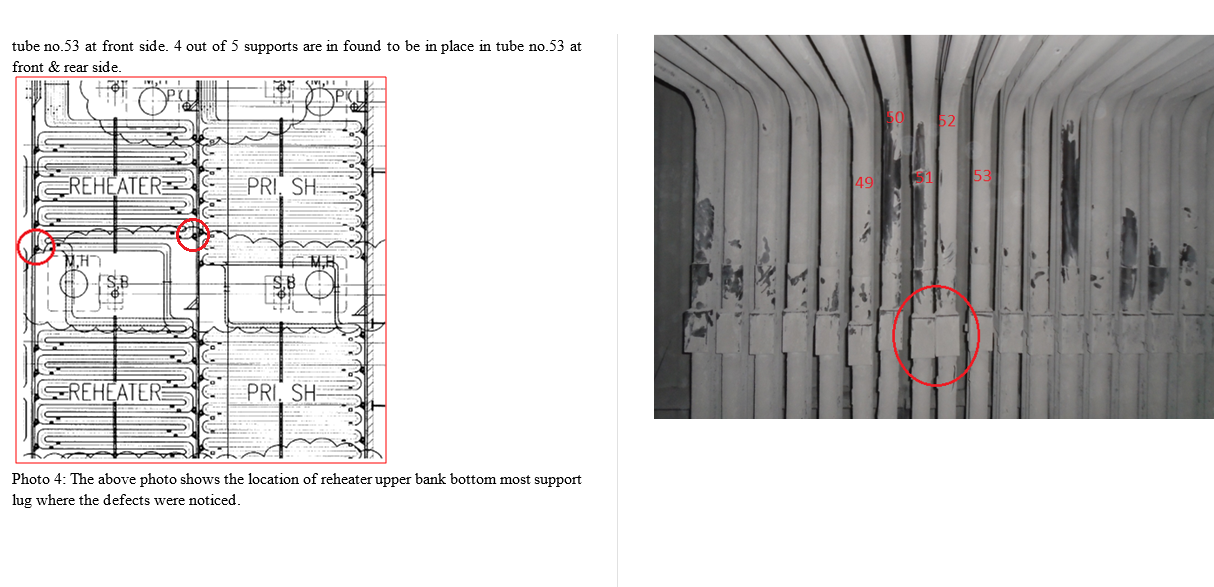 tube no.53 at front side. 4 out of 5 supports are in found to be in place in tube no.53 at
front & rear side.
REHEATER
PRI. SH
M,H
M,H
S,B
S,B
REHEATER
PRI. SH
Photo 4: The above photo shows the location of reheater upper bank bottom most support
lug where the defects were noticed.
50
52
49
51
53